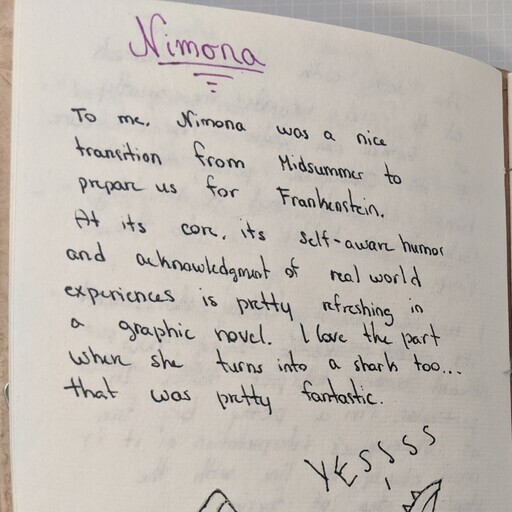 Nimona
To me, Nimona was a nice
transition from Midsummer to
prepare us for Frankenstein.
At its core, its self-aware humor
and acknowledgment of real world
experiences is pretty refreshing in
a graphic novel. I love the part
where she turns into a shark too...
that was pretty fantastic.
YESSSS